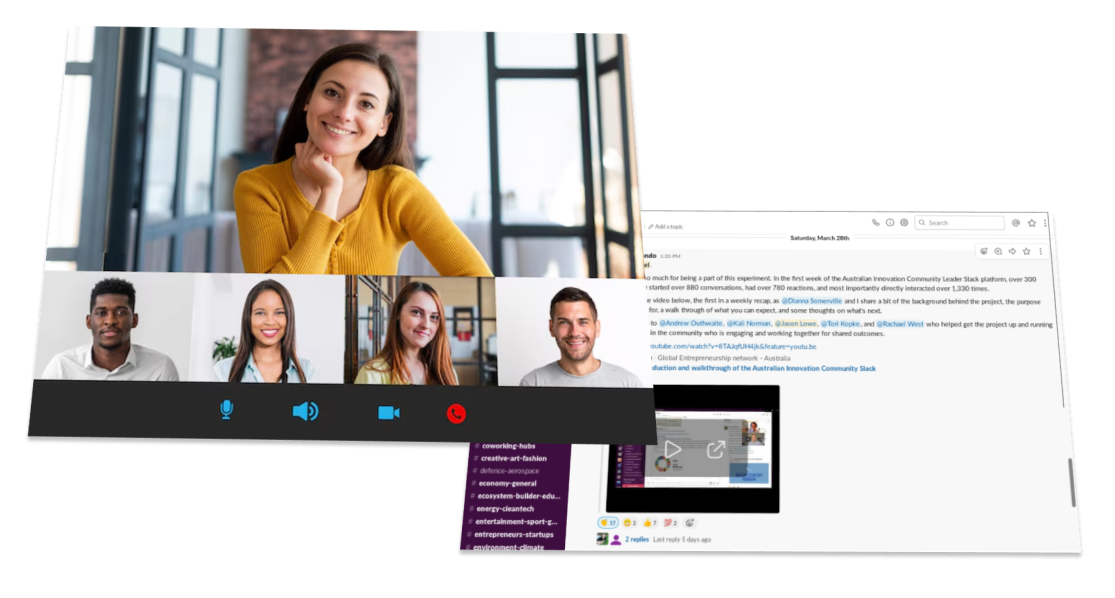 Add a topic
Search
Saturday, March 28th
ndo 1:35 PM
el.
o much for being a part of this experiment. In the first week of the Australian Innovation Community Leader Slack platform, over 300
started over 880 conversations, had over 780 reactions, and most importantly directly interacted over 1,330 times.
e video below, the first in a weekly recap, as @Dianna Somerville and I share a bit of the background behind the project, the purpose
for, a walk through of what you can expect, and some thoughts on what's next.
to @Andrew Outhwaite, @Kali Norman, @Jason Lowe, @Tori Kopke, and @Rachael West who helped get the project up and running
in the community who is engaging and working together for shared outcomes.
outube.com/watch?v=8TAJqfUH4jk&feature=youtu.be
Global Entrepreneurship network - Australia
duction and walkthrough of the Australian Innovation Community Slack
# coworking-hubs
# creative-art-fashion
# defence-aerospace
# economy-general
# ecosystem-builder-edu...
# energy-cleantech
# entertainment-sport-g...
# entrepreneurs-startups
# environment-climate
17 2 7 2
2 replies Last reply 5 days ago